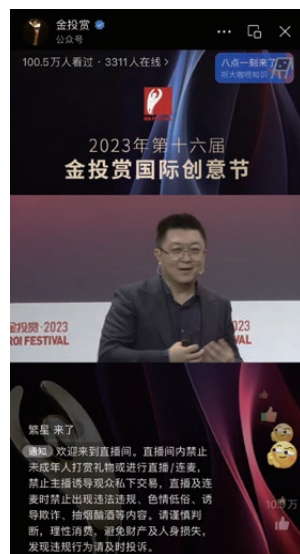 金投赏
公众号
100.5万人看过 · 3311人在线 >
八点一刻来了
听大咖唠知识
2023年第十六届
金投赏国际创意节
金投赏·2023
ROI FESTIVAL
2023
TIVAL
繁星 来了
通知 欢迎来到直播间。直播间内禁止
未成年人打赏礼物或进行直播/连麦，
禁止主播诱导观众私下交易，直播及连
麦时禁止出现违法违规、色情低俗、诱
导欺诈、抽烟酗酒等内容。请谨慎判
断，理性消费，避免财产及人身损失，
发现违规行为请及时投诉。